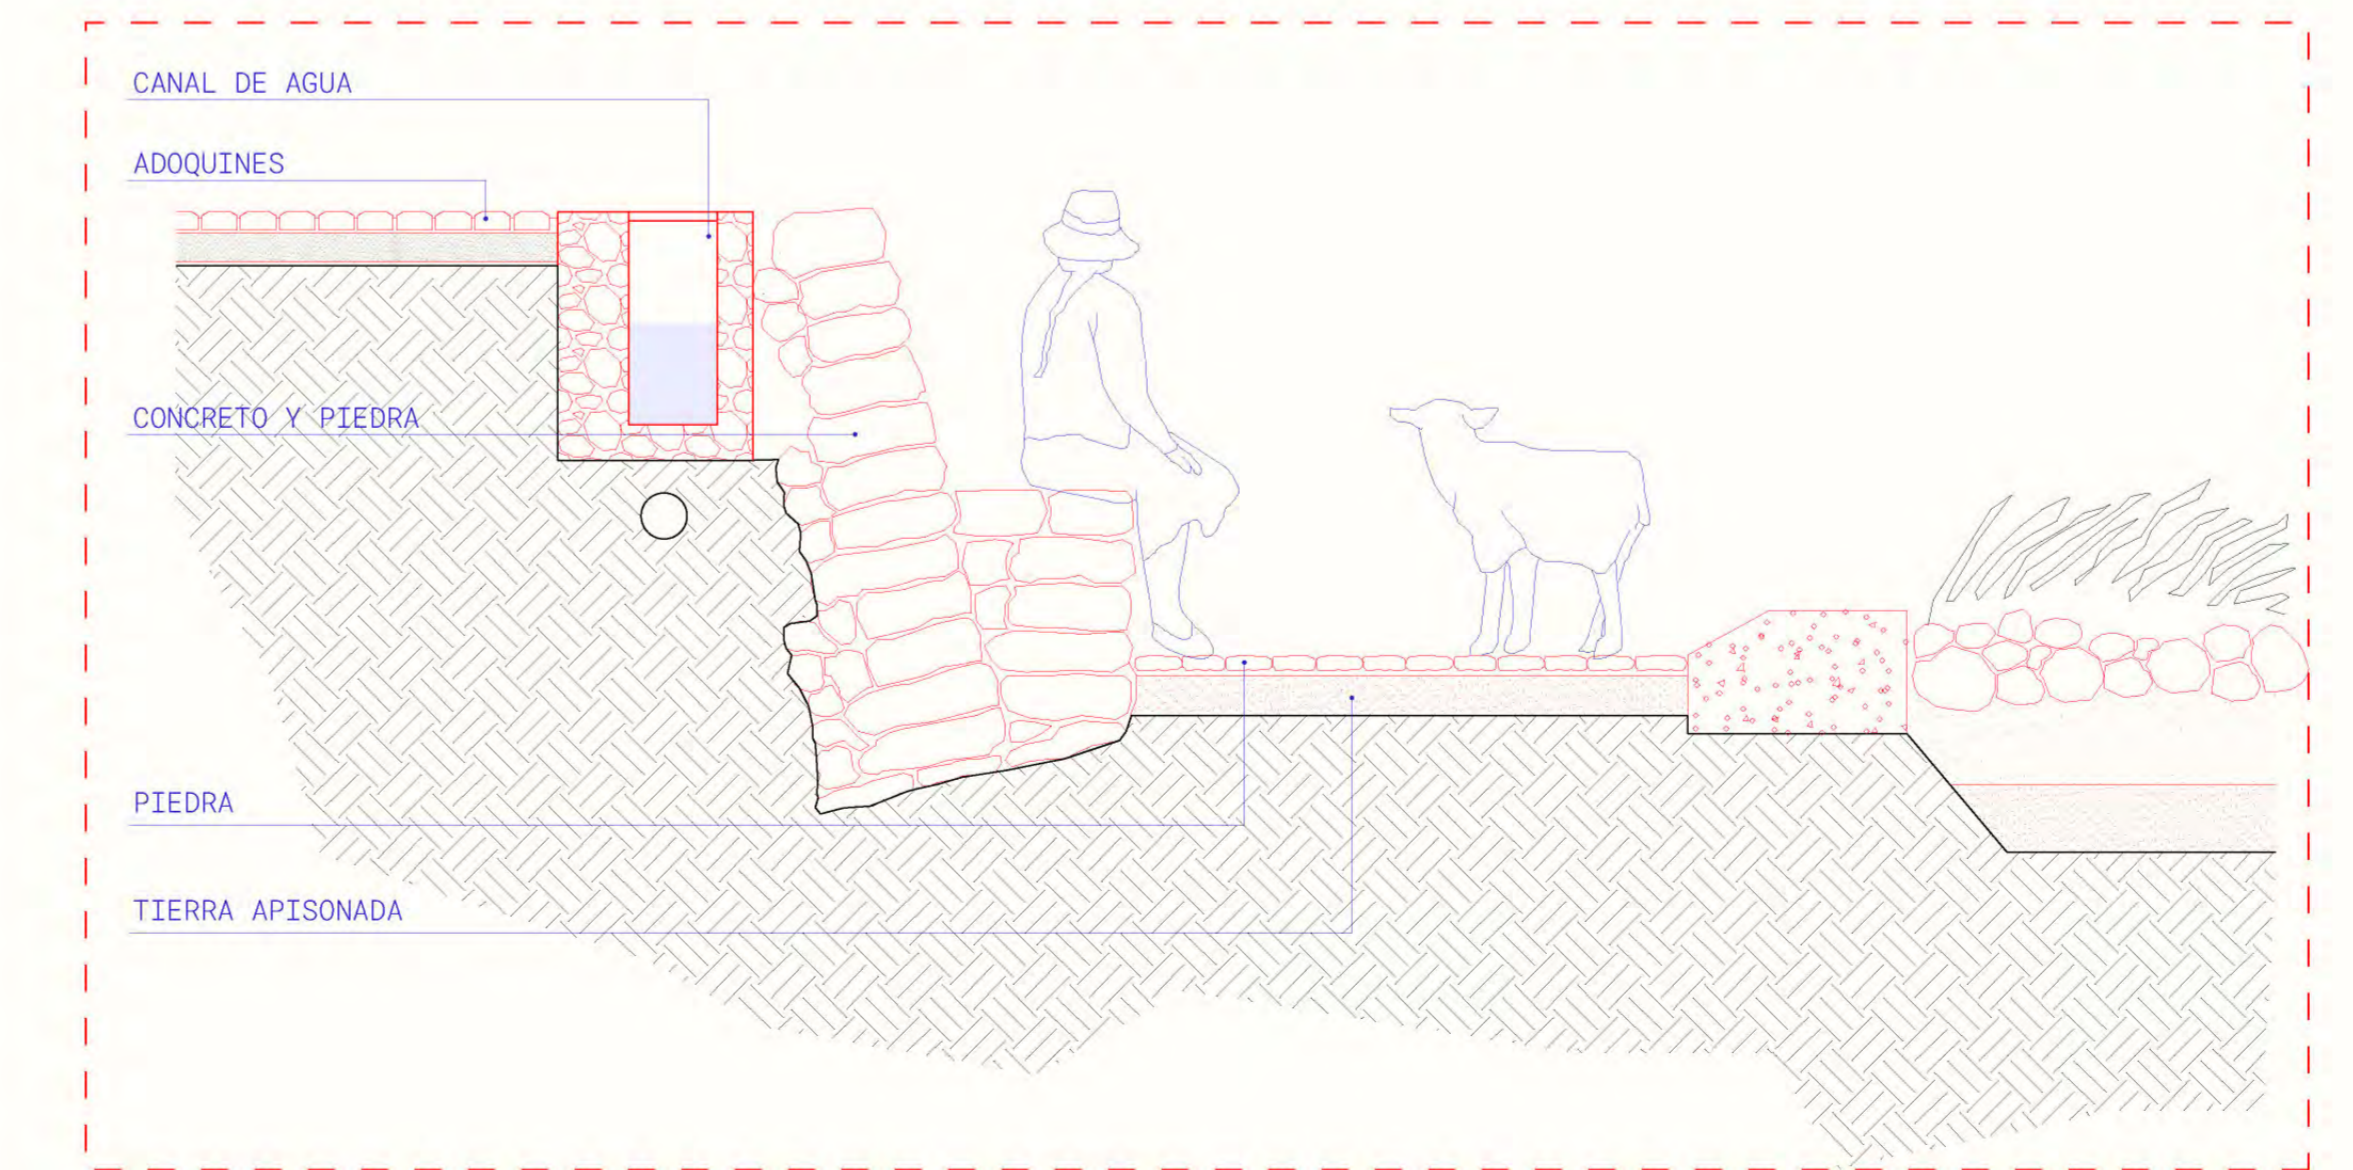 CANAL DE AGUA
ADOQUINES
CONCRETO Y PIEDRA
PIEDRA
TIERRA APISONADA